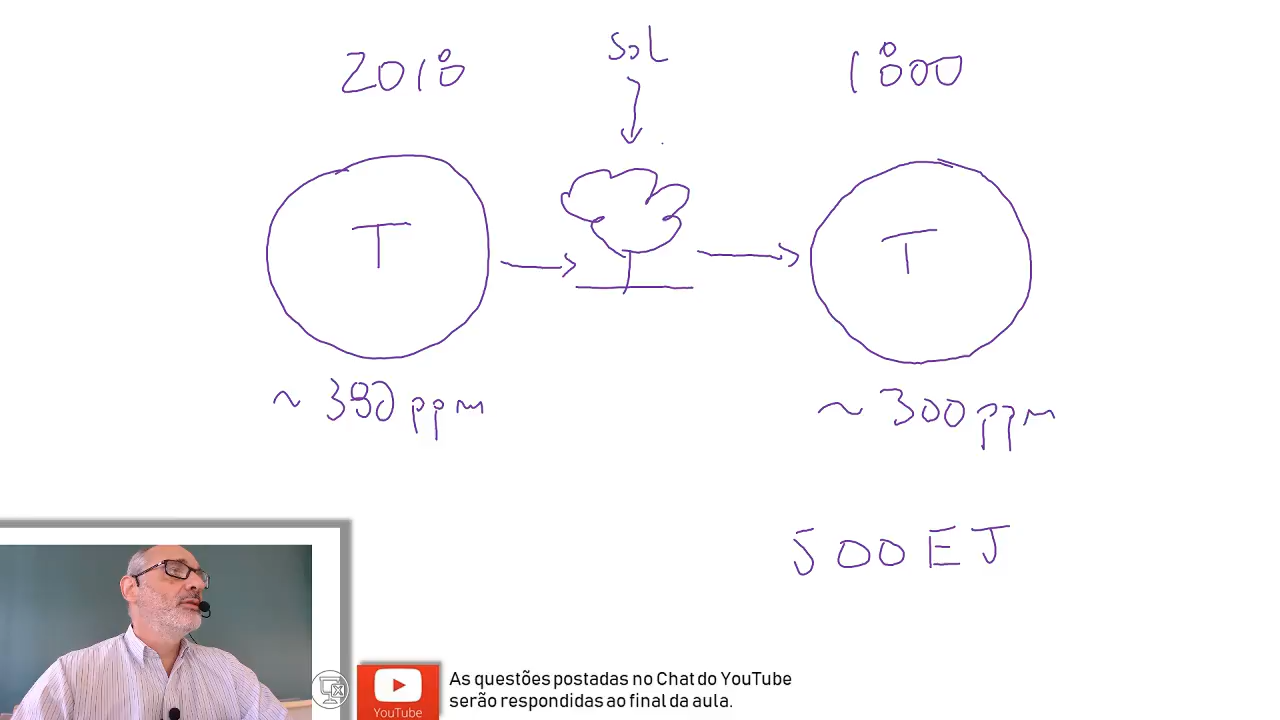 2018
Sol
1800
T
T
~ 390 ppm
~ 300 ppm
500 EJ
As questões postadas no Chat do YouTube
serão respondidas ao final da aula.
YouTube